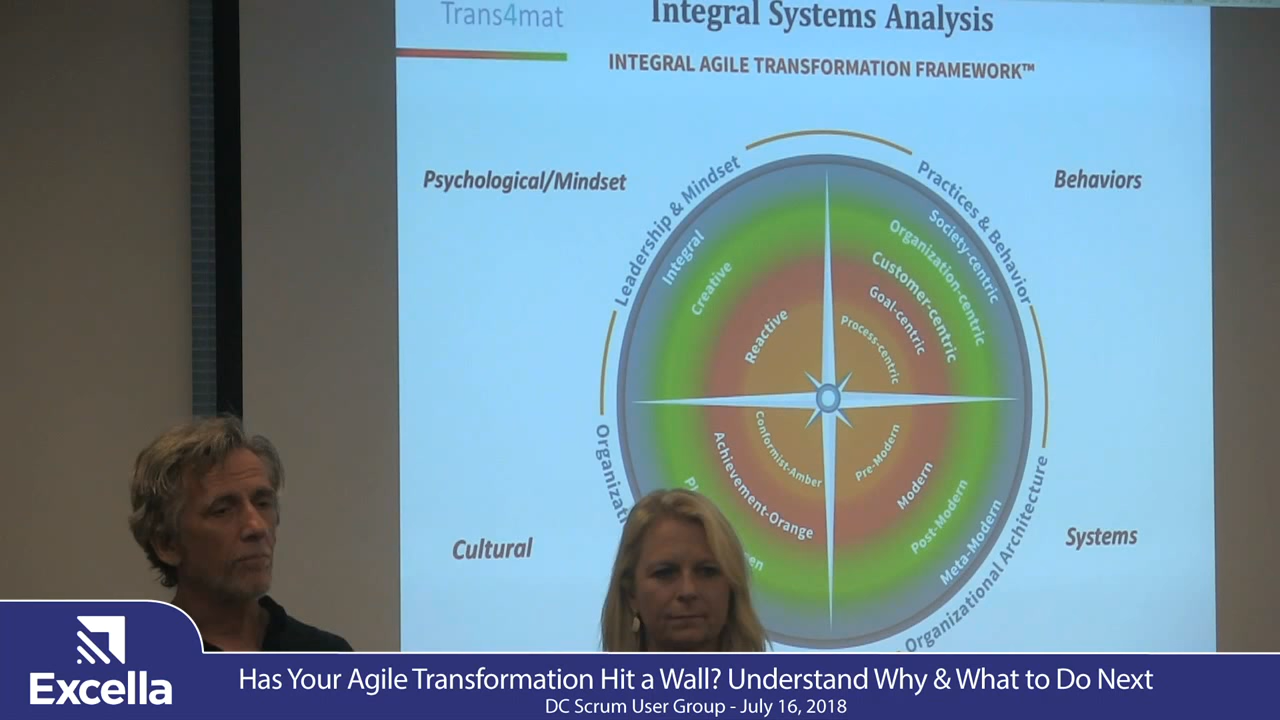 Trans4mat
Integral Systems Analysis
INTEGRAL AGILE TRANSFORMATION FRAMEWORK™
Psychological/Mindset
Behaviors
Leadership & Mindset
Practices & Behavior
Integral
Creative
Reactive
Society-centric
Organization-centric
Customer-centric
Goal-centric
Process-centric
Conformist-Amber
Achievement-Orange
Pre-Modern
Modern
Post-Modern
Meta-Modern
Organizational Architecture
Cultural
Systems
Excella
Has Your Agile Transformation Hit a Wall? Understand Why & What to Do Next
DC Scrum User Group - July 16, 2018